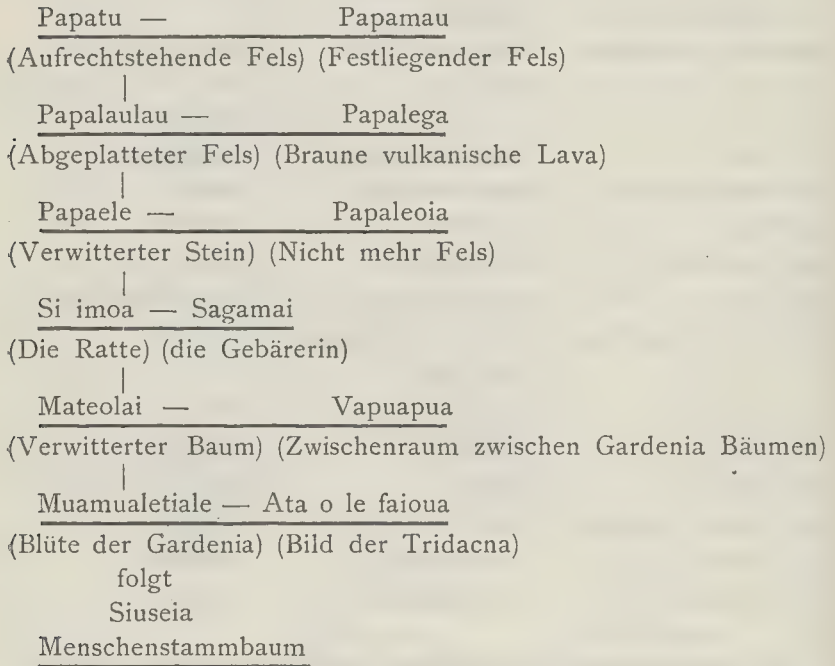 Papatu — Papamau
(Aufrechtstehende Fels) (Festliegender Fels)
Papalaulau — Papalega
(Abgeplatteter Fels) (Braune vulkanische Lava)
Papaele — Papaleoia
(Verwitterter Stein) (Nicht mehr Fels)
Si imoa — Sagamai
(Die Ratte) (die Gebärerin)
Mateolai — Vapuapua
(Verwitterter Baum) (Zwischenraum zwischen Gardenia Bäumen)
Muamualetiale — Ata o le faioua
(Blüte der Gardenia) (Bild der Tridacna)
folgt
Siuseia
Menschenstammbaum